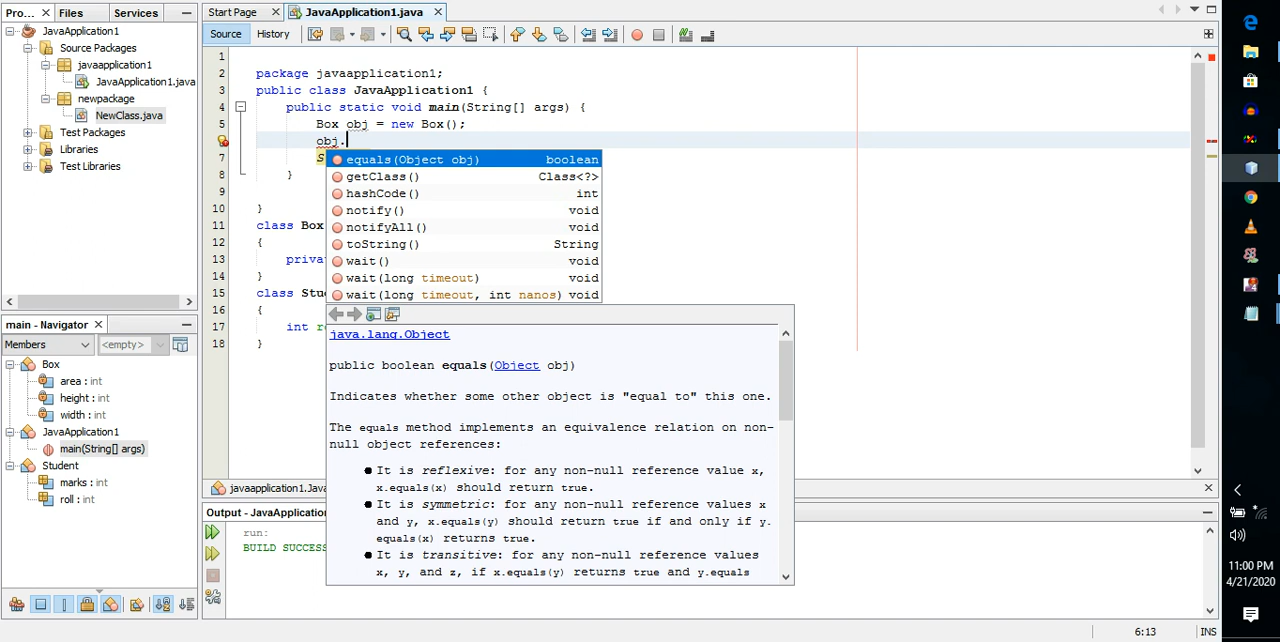 Pro... Files Services
JavaApplication1
Source Packages
javaapplication1
JavaApplication1.java
newpackage
NewClass.java
Test Packages
Libraries
Test Libraries
main - Navigator
Members
<empty>
Box
area : int
height : int
width : int
JavaApplication1
main(String[] args)
Student
marks : int
roll : int
Start Page JavaApplication1.java
Source History
1
2 package javaapplication1;
3 public class JavaApplication1 {
4 public static void main(String[] args) {
5 Box obj = new Box();
obj.
7 S
8 }
9
10 }
11 class Box
12 {
13 priva
14 }
15 class Stu
16 {
17 int ro
18 }
equals(Object obj) boolean
getClass() Class<?>
hashCode() int
notify() void
notifyAll() void
toString() String
wait() void
wait(long timeout) void
wait(long timeout, int nanos) void
java.lang.Object
public boolean equals(Object obj)
Indicates whether some other object is "equal to" this one.
The equals method implements an equivalence relation on non-
null object references:
It is reflexive: for any non-null reference value x,
x.equals(x) should return true.
It is symmetric: for any non-null reference values x
and y, x.equals(y) should return true if and only if y.
equals(x) returns true.
It is transitive: for any non-null reference values
x, y, and z, if x.equals(y) returns true and y.equals
javaapplication1.Java
Output - JavaApplication
run:
BUILD SUCCESS
6:13 INS
11:00 PM
4/21/2020